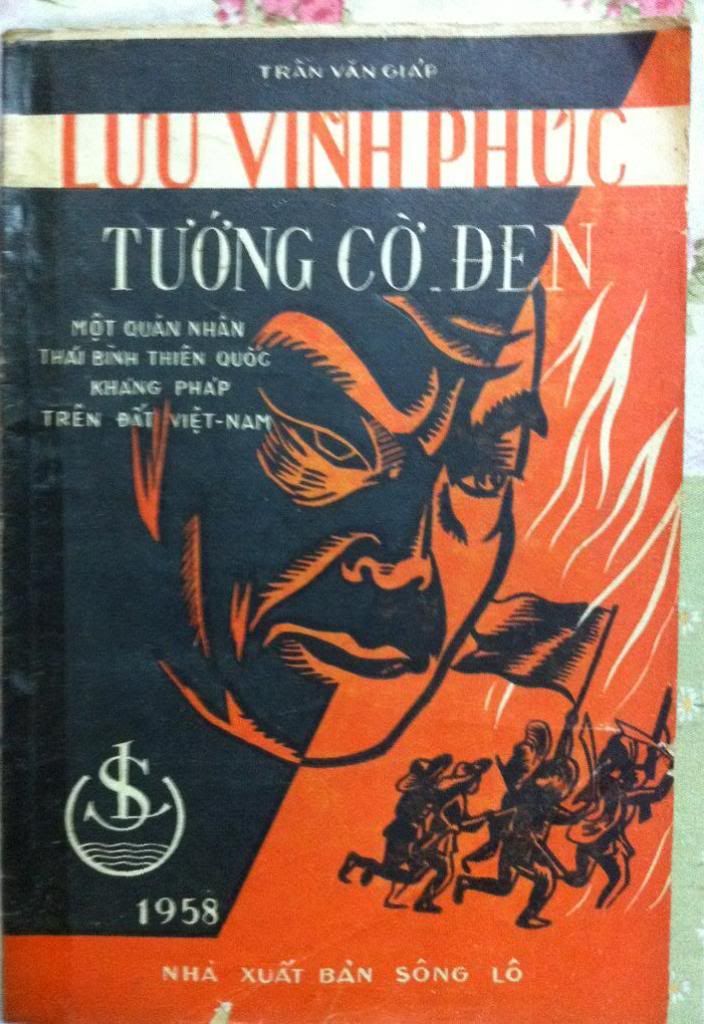 TRẦN VĂN GIÁP
LƯU VĨNH PHÚC
TƯỚNG CỜ ĐEN
MỘT QUÂN NHÂN
THÁI BÌNH THIÊN QUỐC
KHÁNG PHÁP
TRÊN ĐẤT VIỆT-NAM
SL
1958
NHÀ XUẤT BẢN SÔNG LÔ